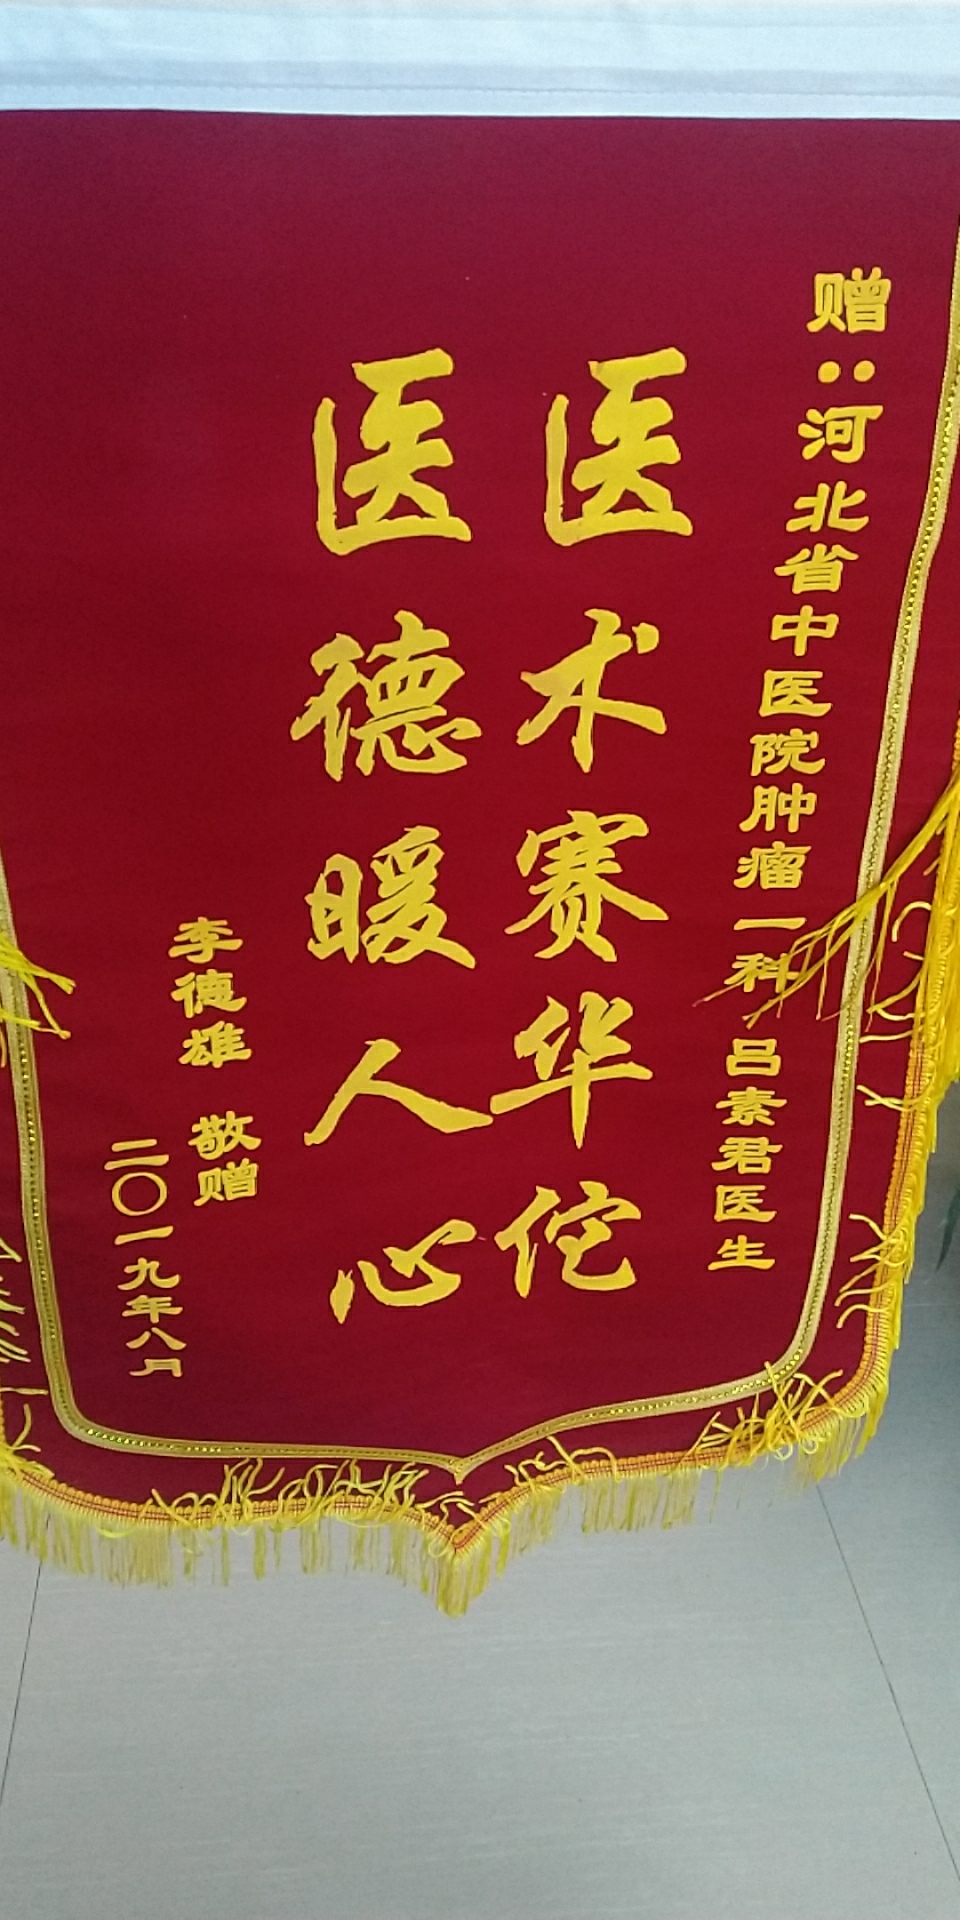 赠：河北省中医院肿瘤一科 吕素君医生
医术赛华佗
医德暖人心
李德雄 敬赠
二〇一九年八月